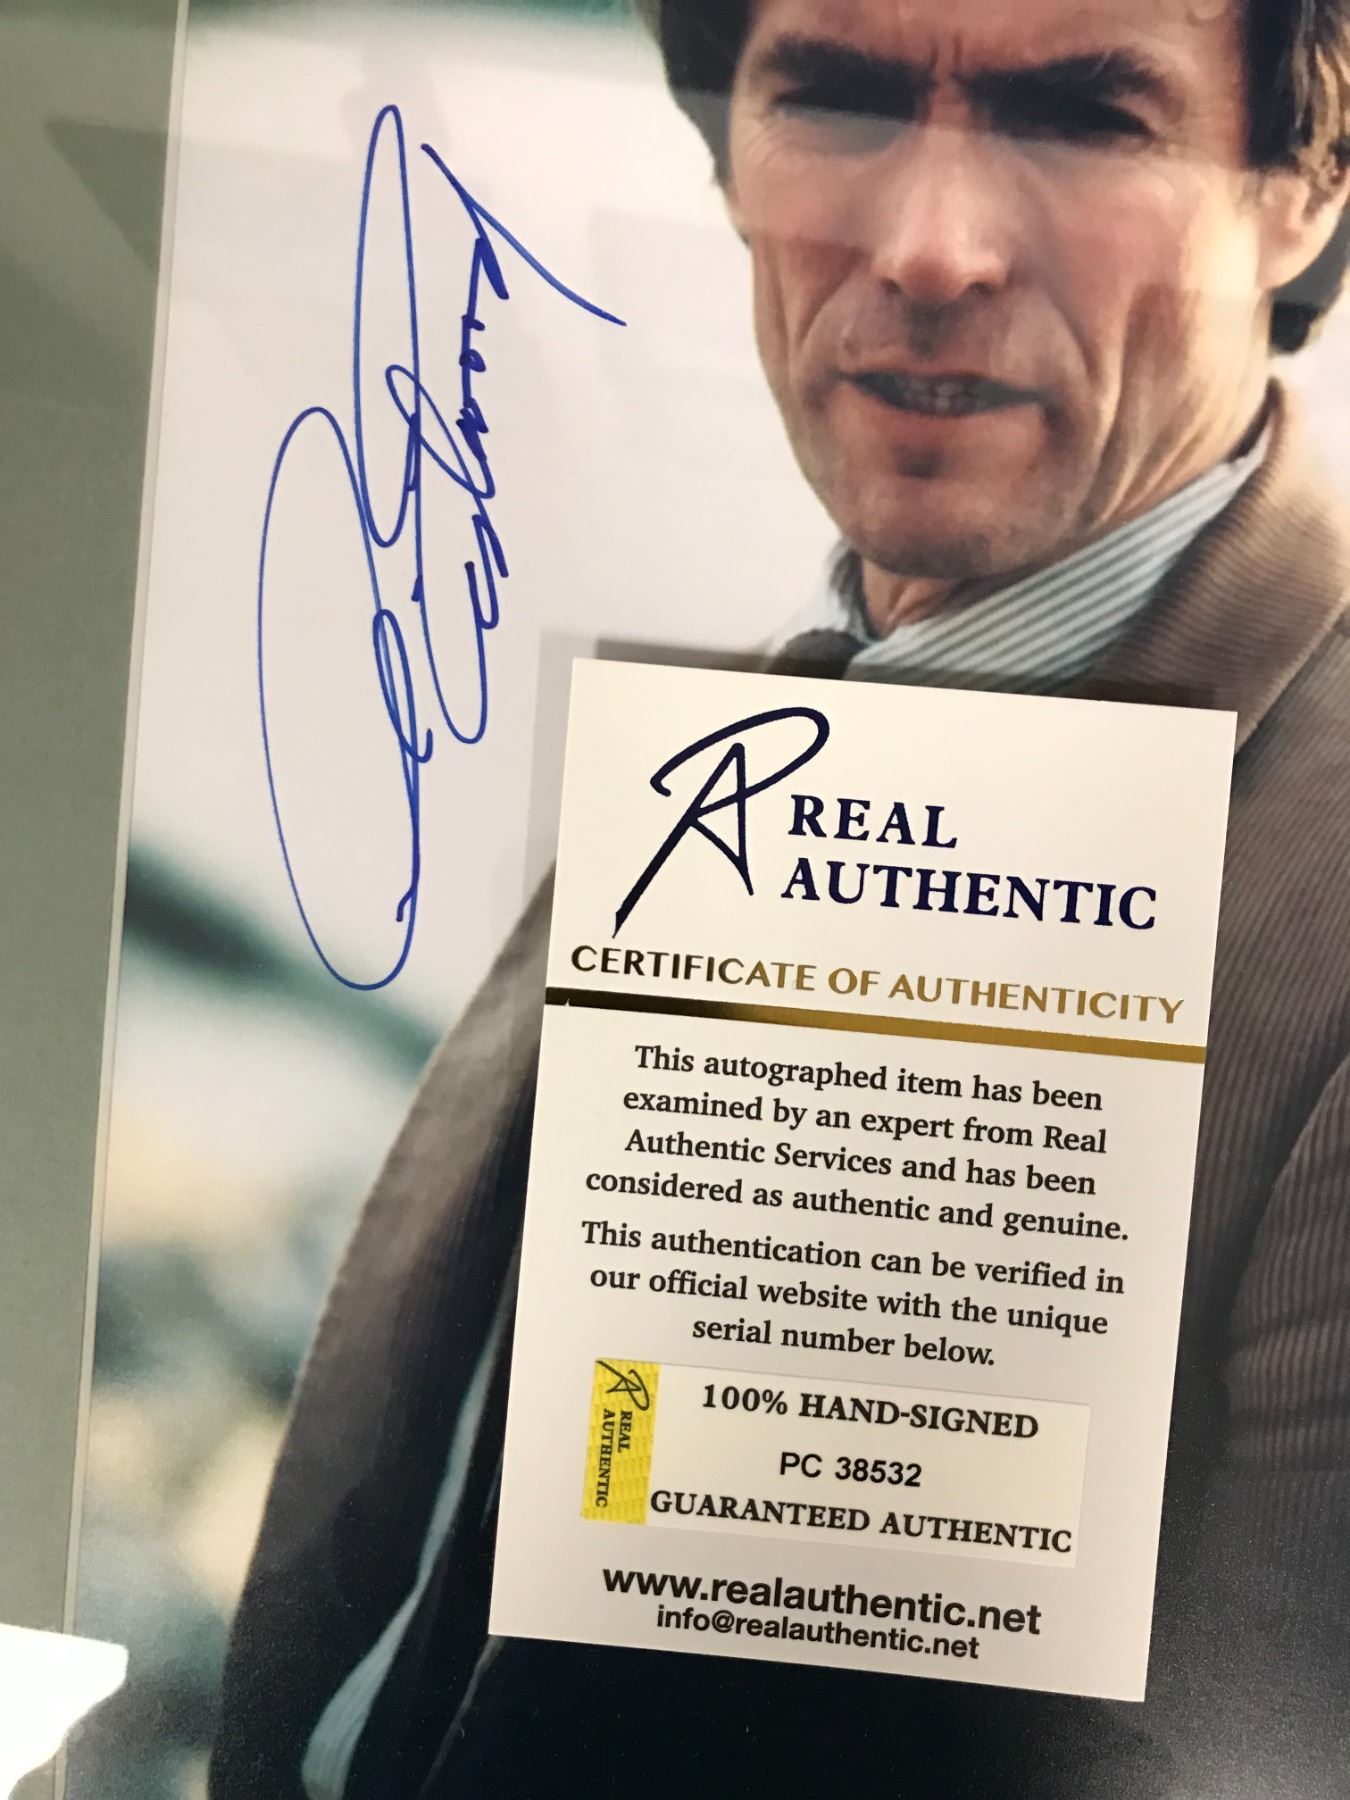 REAL
AUTHENTIC
CERTIFICATE OF AUTHENTICITY
This autographed item has been
examined by an expert from Real
Authentic Services and has been
considered as authentic and genuine.
This authentication can be verified in
our official website with the unique
serial number below.
REAL
AUTHENTIC
100% HAND-SIGNED
PC 38532
GUARANTEED AUTHENTIC
www.realauthentic.net
info@realauthentic.net